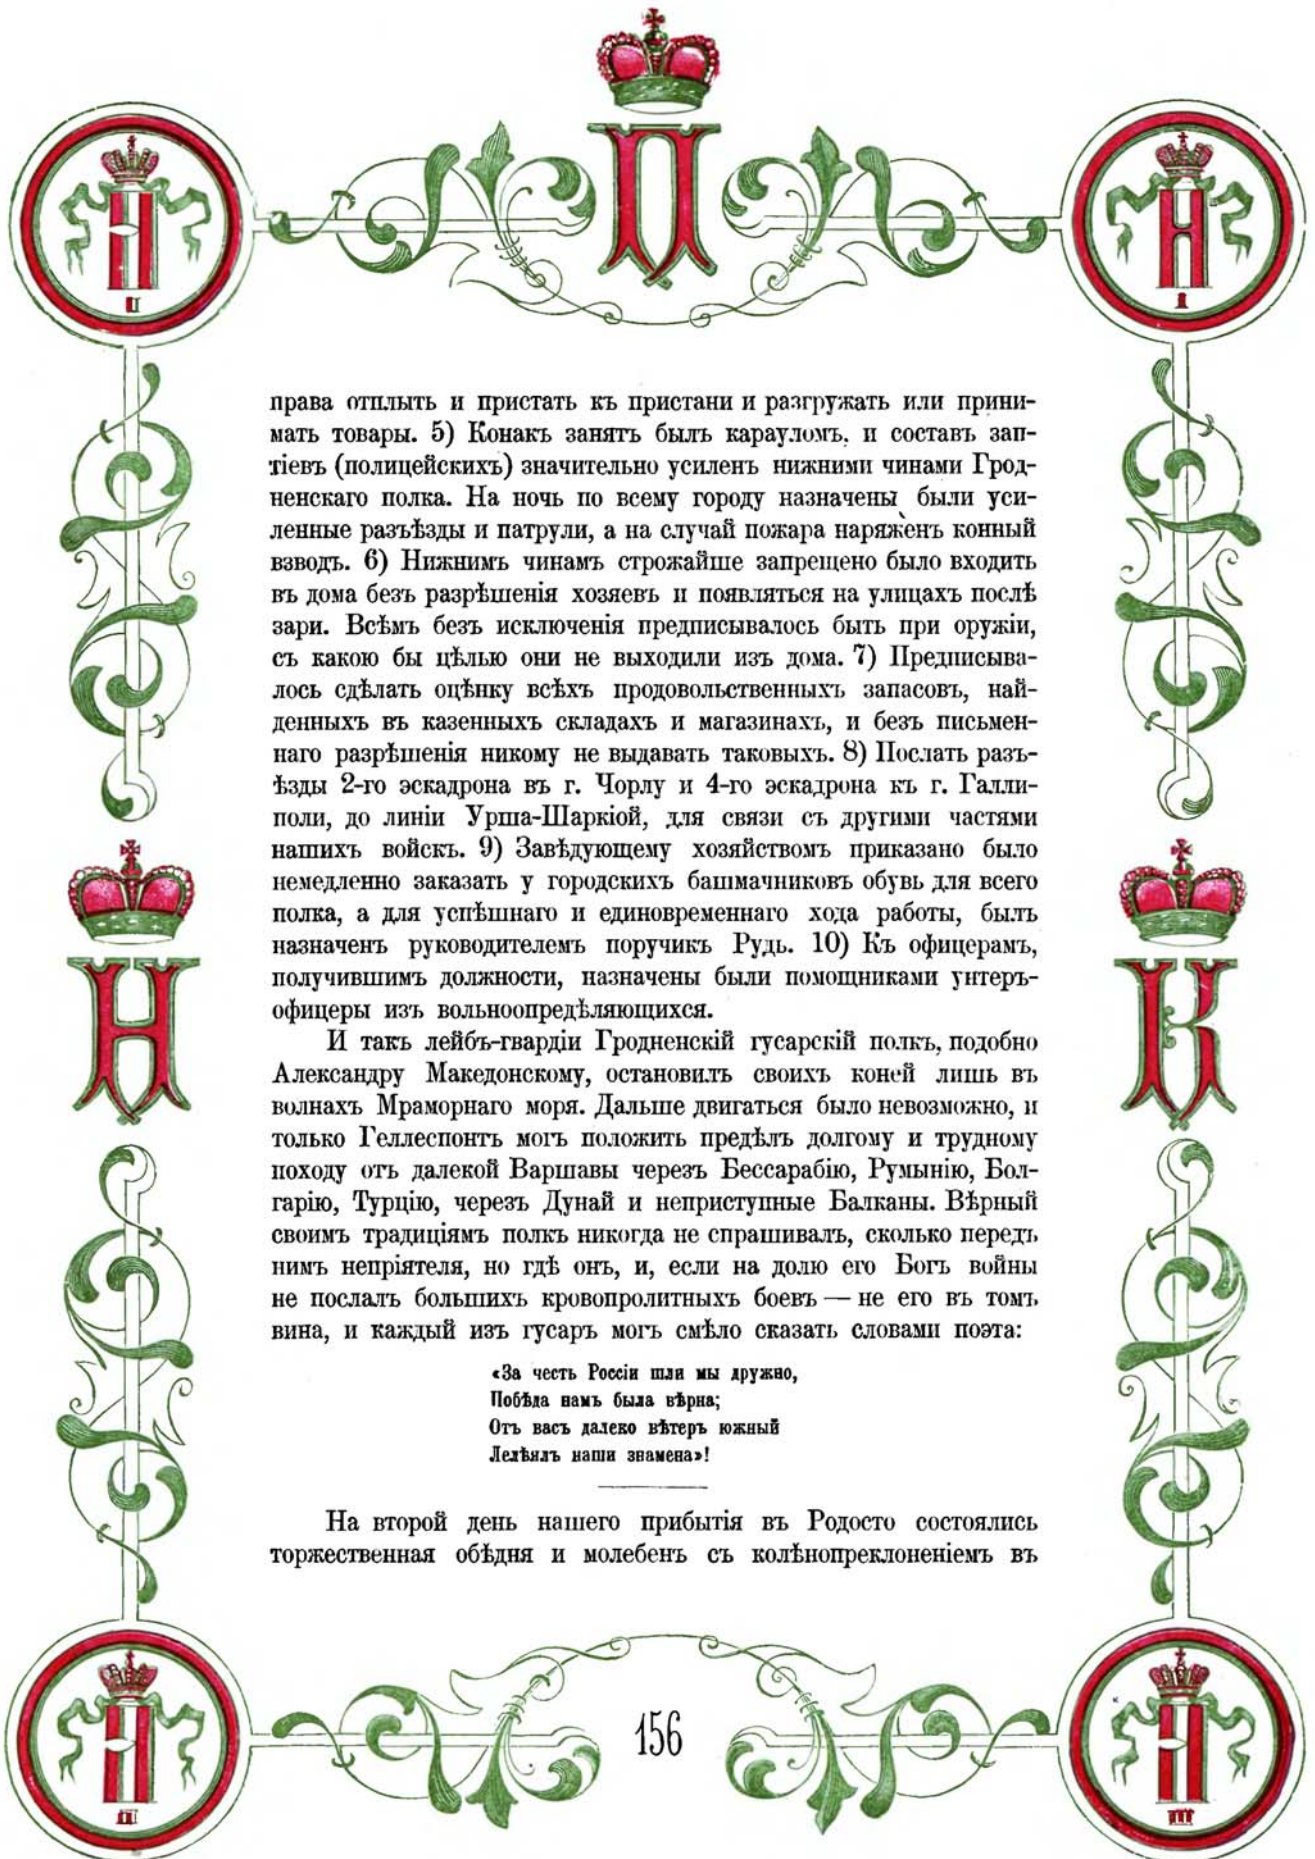 П
права отплыть и пристать къ пристани и разгружать или прини-
мать товары. 5) Конакъ занятъ былъ карауломъ, и составъ зап-
тіевъ (полицейскихъ) значительно усиленъ нижними чинами Грод-
ненскаго полка. На ночь по всему городу назначены были уси-
ленные разъѣзды и патрули, а на случай пожара наряженъ конный
взводъ. 6) Нижнимъ чинамъ строжайше запрещено было входить
въ дома безъ разрѣшенія хозяевъ и появляться на улицахъ послѣ
зари. Всѣмъ безъ исключенія предписывалось быть при оружіи,
съ какою бы цѣлью они не выходили изъ дома. 7) Предписыва-
лось сдѣлать оцѣнку всѣхъ продовольственныхъ запасовъ, най-
денныхъ въ казенныхъ складахъ и магазинахъ, и безъ письмен-
наго разрѣшенія никому не выдавать таковыхъ. 8) Послать разъ-
ѣзды 2-го эскадрона въ г. Чорлу и 4-го эскадрона къ г. Галли-
поли, до линіи Урша-Шаркіой, для связи съ другими частями
нашихъ войскъ. 9) Завѣдующему хозяйствомъ приказано было
немедленно заказать у городскихъ башмачниковъ обувь для всего
полка, а для успѣшнаго и единовременнаго хода работы, былъ
назначенъ руководителемъ поручикъ Рудь. 10) Къ офицерамъ,
получившимъ должности, назначены были помощниками унтеръ-
офицеры изъ вольноопредѣляющихся.
И такъ лейбъ-гвардіи Гродненскій гусарскій полкъ, подобно
Александру Македонскому, остановилъ своихъ коней лишь въ
волнахъ Мраморнаго моря. Дальше двигаться было невозможно, и
только Геллеспонтъ могъ положить предѣлъ долгому и трудному
походу отъ далекой Варшавы черезъ Бессарабію, Румынію, Бол-
гарію, Турцію, черезъ Дунай и неприступные Балканы. Вѣрный
своимъ традиціямъ полкъ никогда не спрашивалъ, сколько передъ
нимъ непріятеля, но гдѣ онъ, и, если на долю его Богъ войны
не послалъ большихъ кровопролитныхъ боевъ — не его въ томъ
вина, и каждый изъ гусаръ могъ смѣло сказать словами поэта:
«За честь Россіи шли мы дружно,
Побѣда намъ была вѣрна;
Отъ васъ далеко вѣтеръ южный
Лелѣялъ наши знамена»!
На второй день нашего прибытія въ Родосто состоялись
торжественная обѣдня и молебенъ съ колѣнопреклоненіемъ въ
Н
К
156